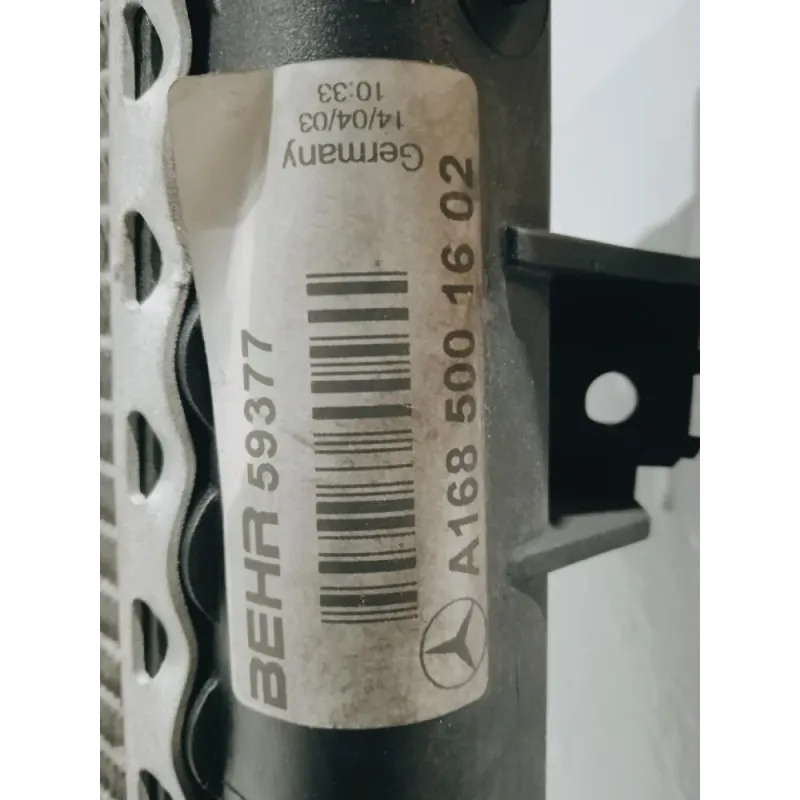 BEHR 59377
A168 500 16 02
Germany
14/04/03
10:33